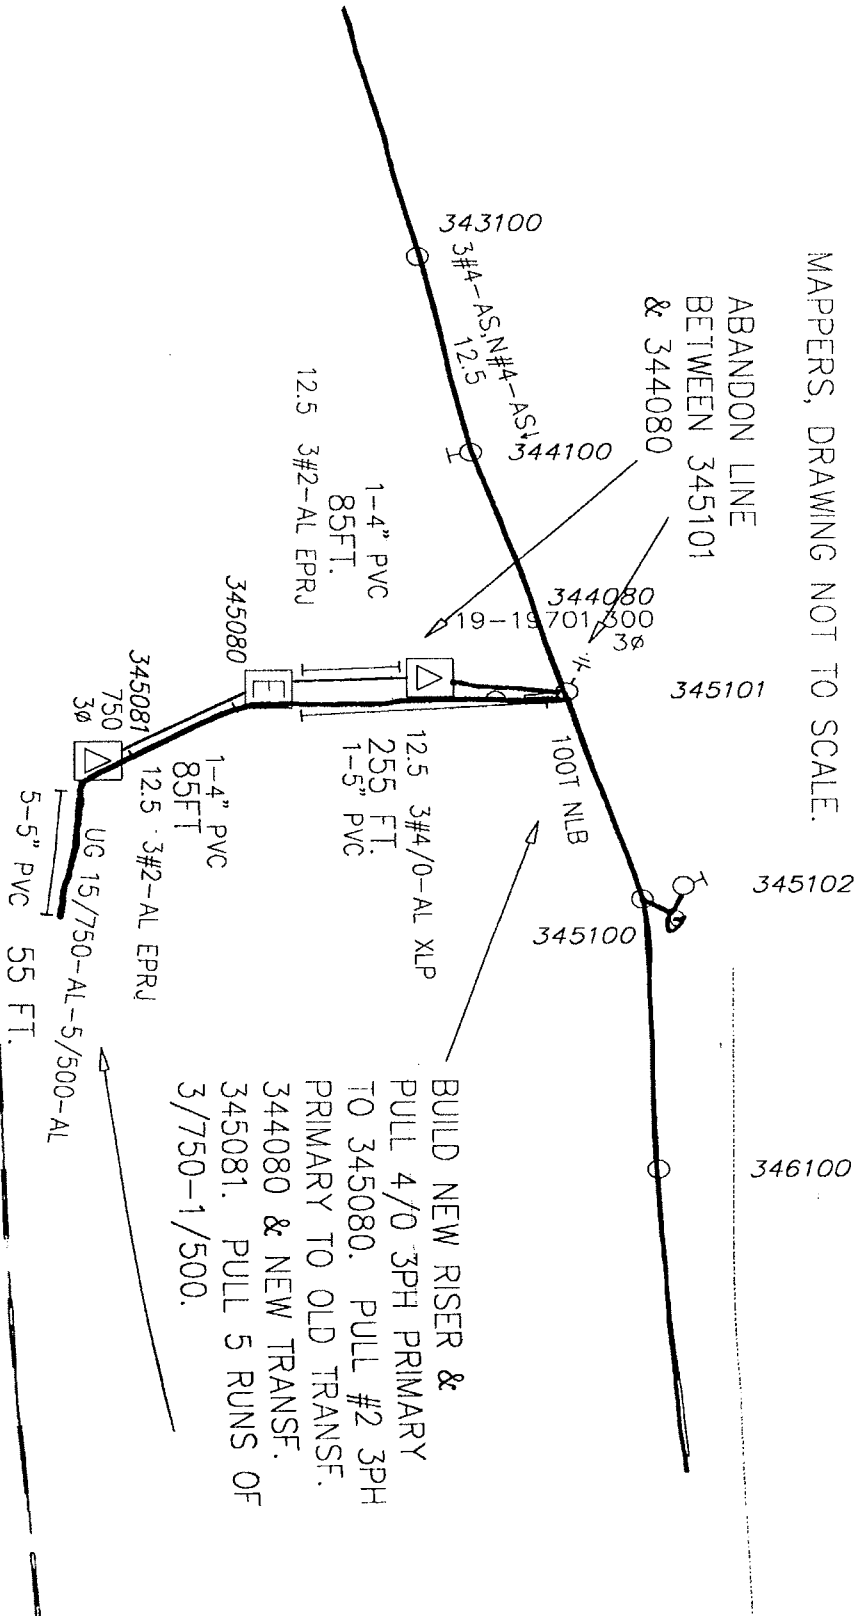 MAPPERS, DRAWING NOT TO SCALE.
ABANDON LINE
BETWEEN 345101
& 344080
343100
3#4-AS,N#4-AS
12.5
344100
344080
19-19701 300
3ø
345101
100T NLB
345102
345100
346100
1-4" PVC
85FT.
12.5 3#2-AL EPRJ
345080
E
12.5 3#4/0-AL XLP
255 FT.
1-5" PVC
345081
750
3ø
1-4" PVC
85FT
12.5 3#2-AL EPRJ
UG 15/750-AL-5/500-AL
5-5" PVC 55 FT.
BUILD NEW RISER &
PULL 4/0 3PH PRIMARY
TO 345080. PULL #2 3PH
PRIMARY TO OLD TRANSF.
344080 & NEW TRANSF.
345081. PULL 5 RUNS OF
3/750-1/500.